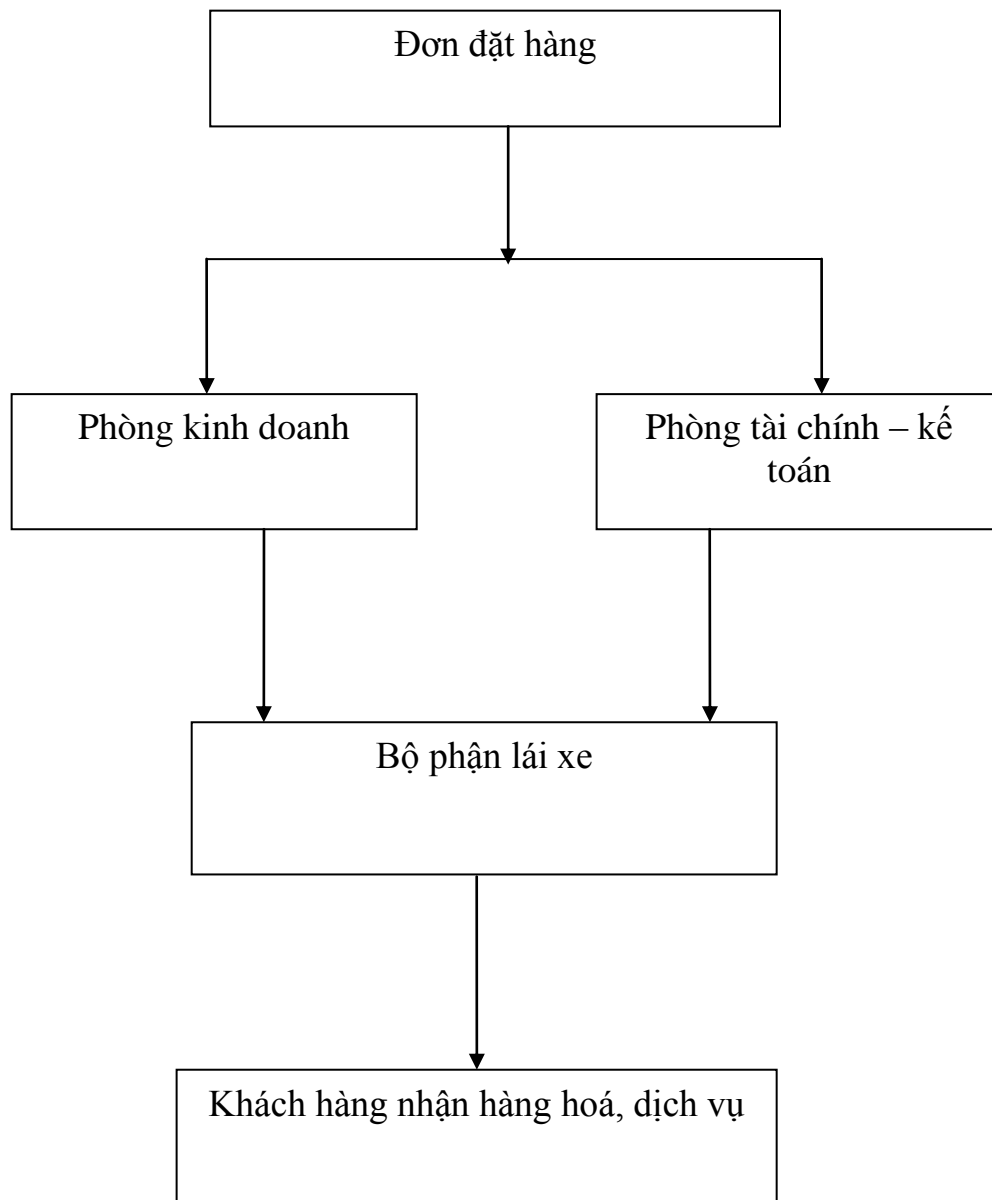 Đơn đặt hàng
Phòng kinh doanh
Phòng tài chính – kế
toán
Bộ phận lái xe
Khách hàng nhận hàng hoá, dịch vụ